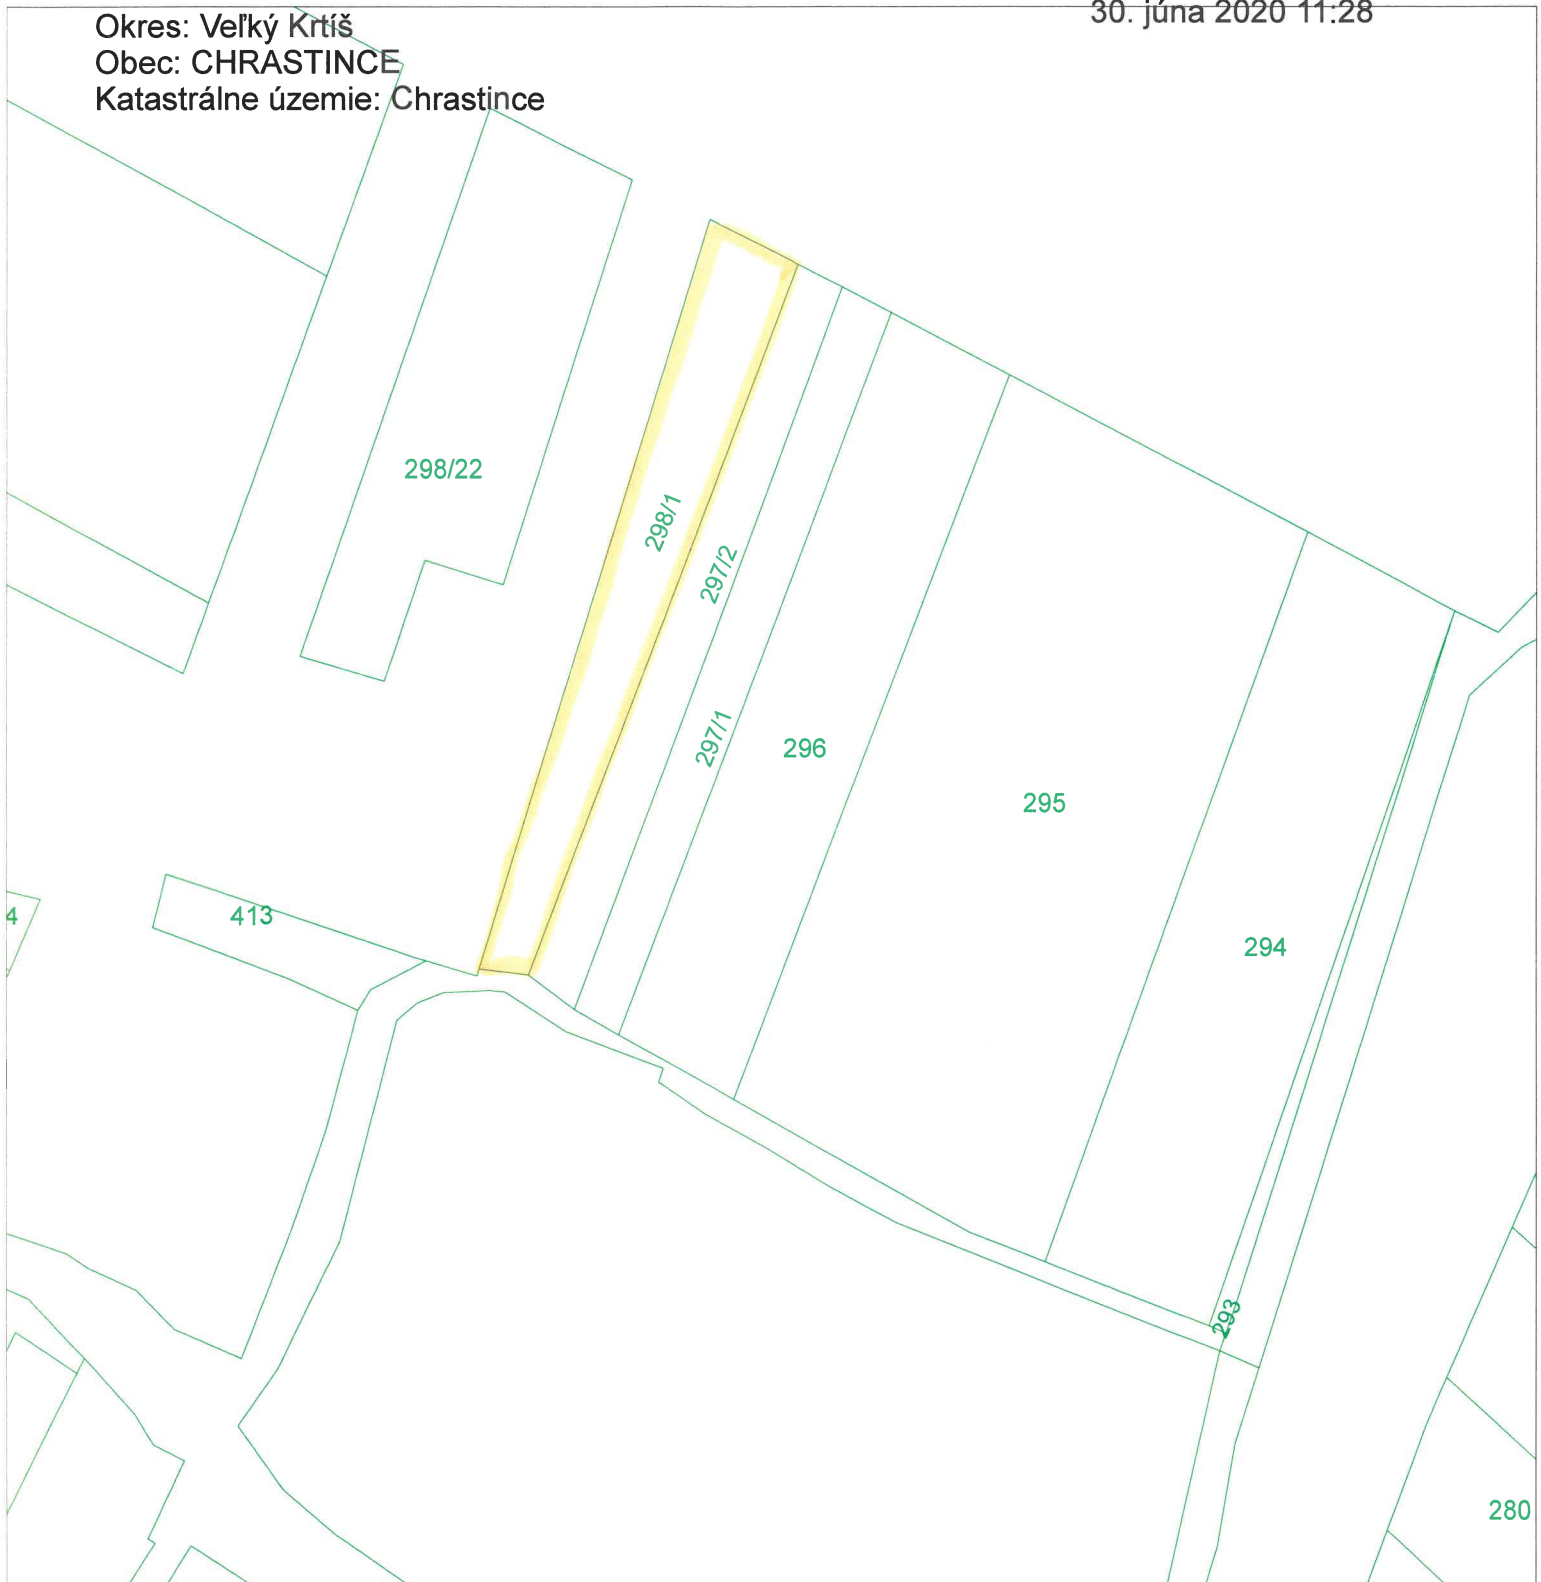 30. júna 2020 11:28
Okres: Veľký Krtíš
Obec: CHRASTINCE
Katastrálne územie: Chrastince
298/22
298/1
297/2
297/1
296
295
294
413
4
293
280